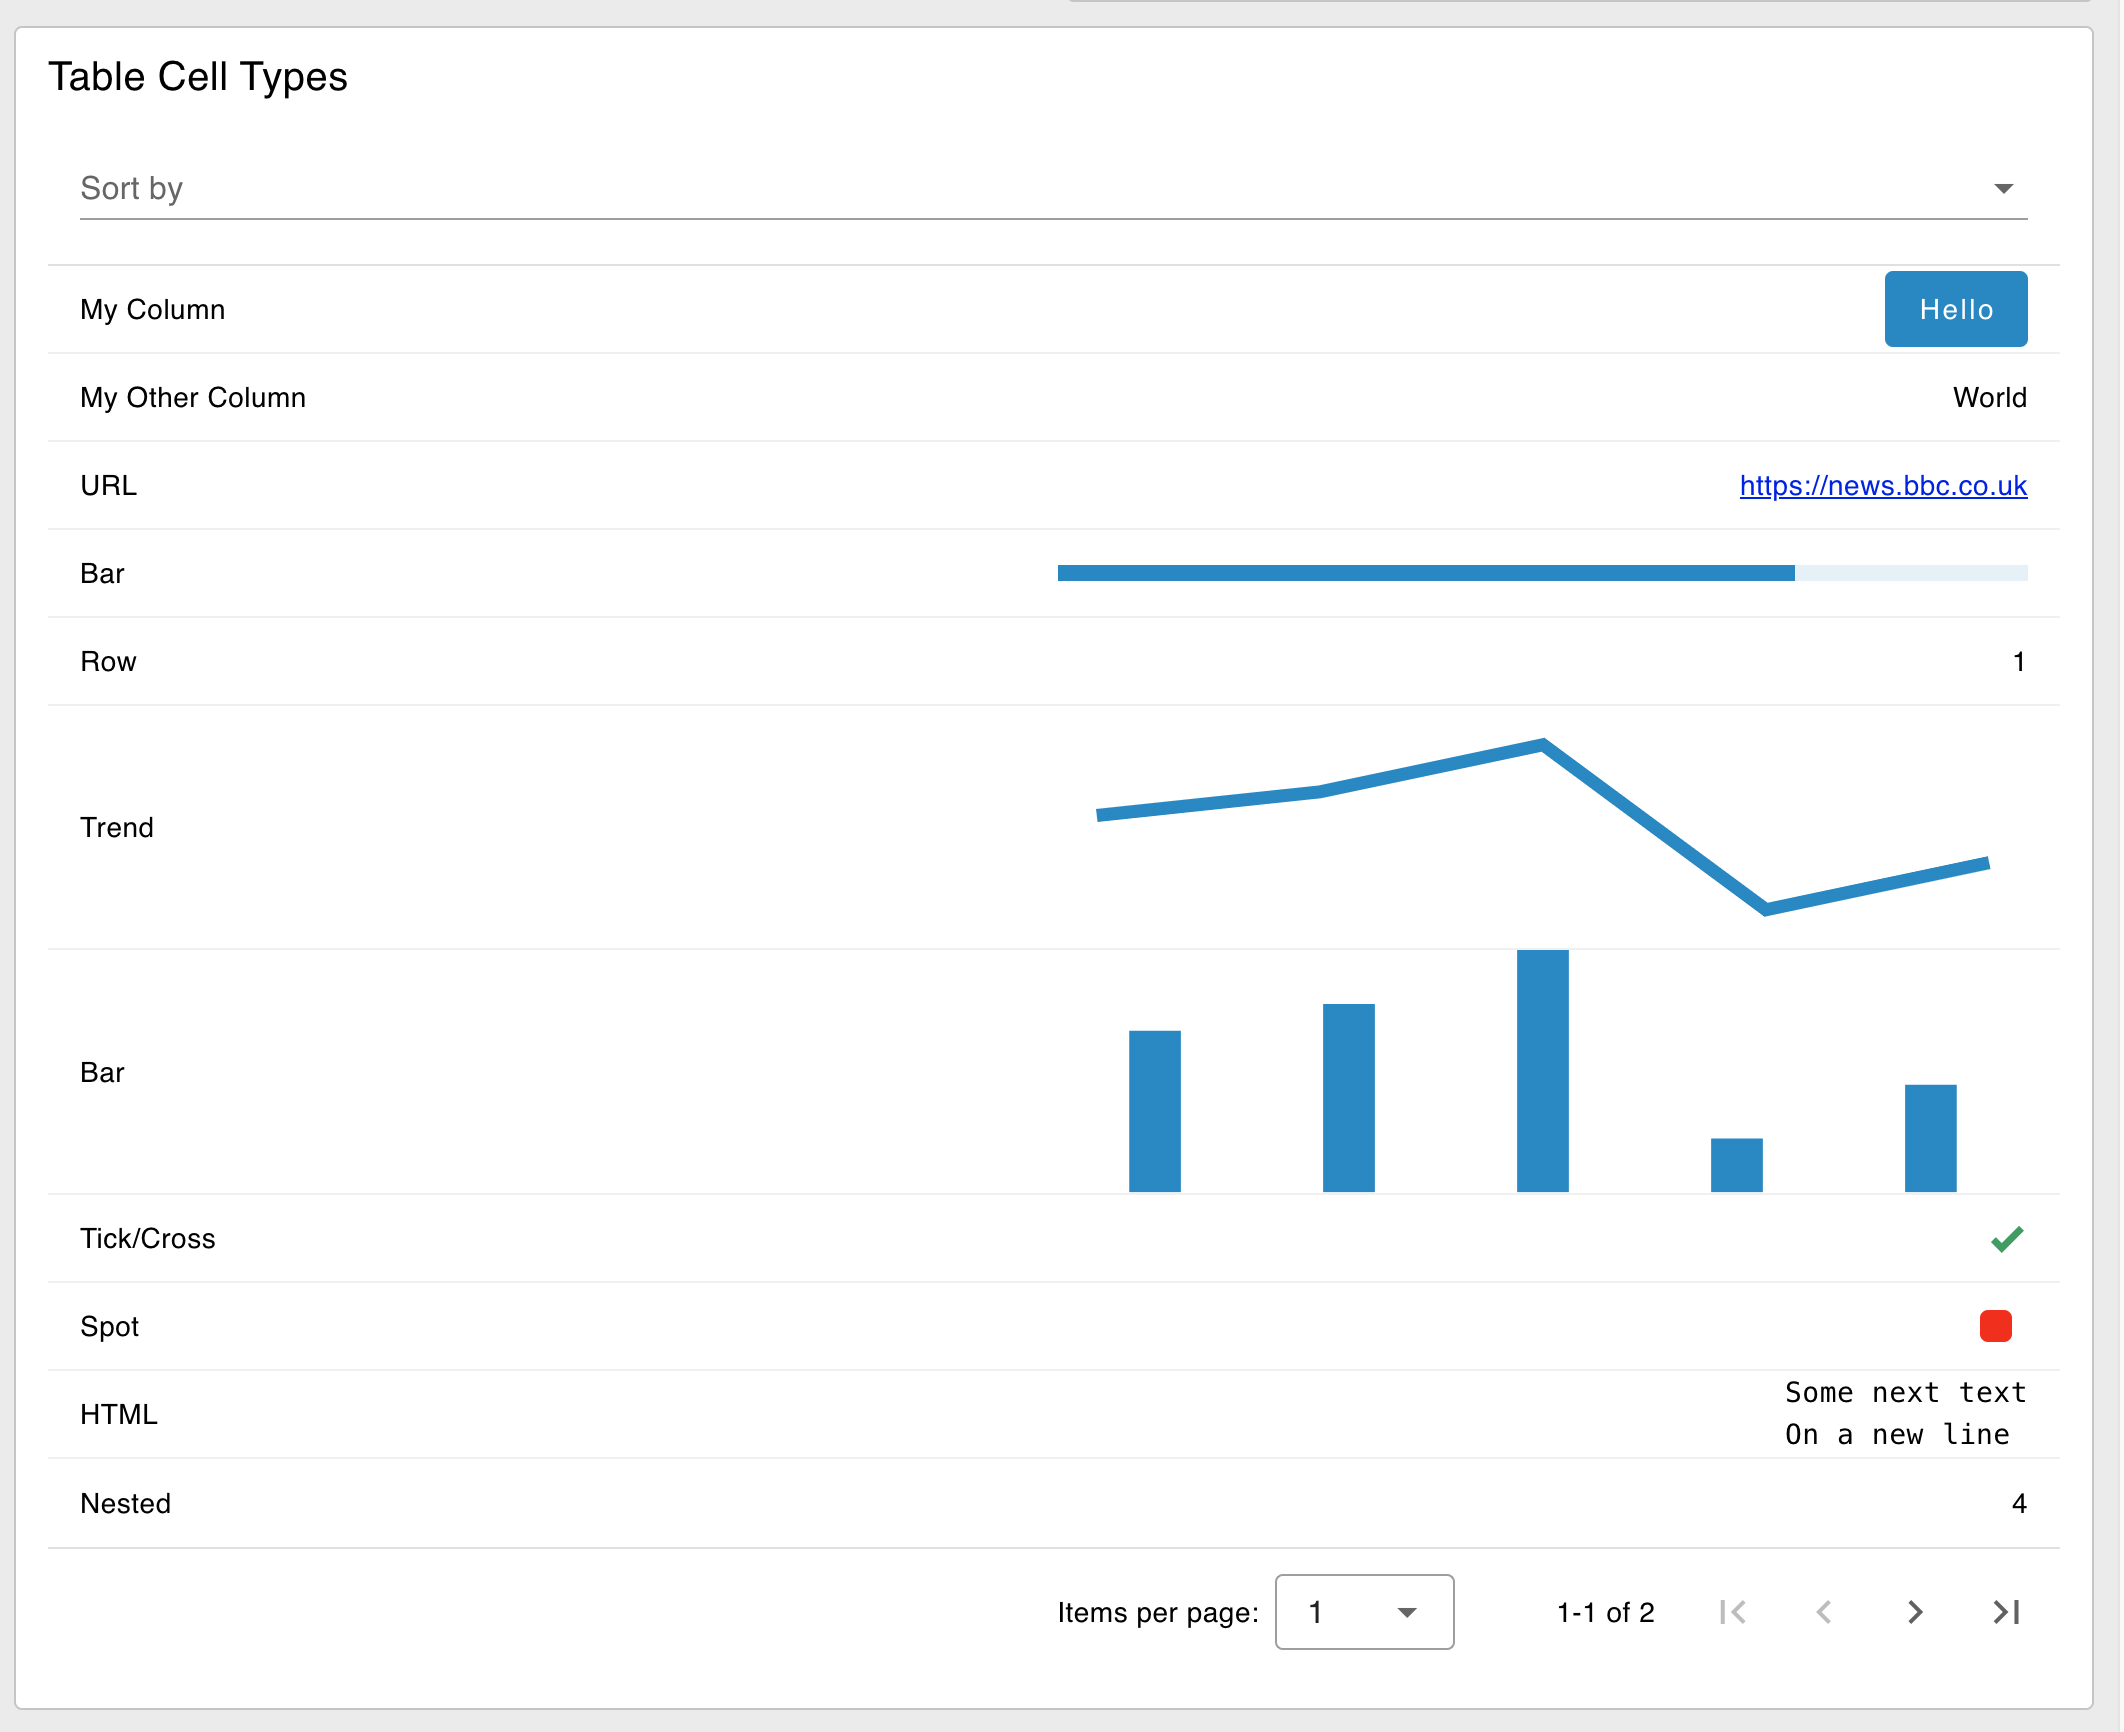 Table Cell Types
Sort by
My Column Hello
My Other Column World
URL https://news.bbc.co.uk
Bar
Row 1
Trend
Bar
Tick/Cross
Spot
HTML Some next text
On a new line
Nested 4
Items per page: 1 1-1 of 2